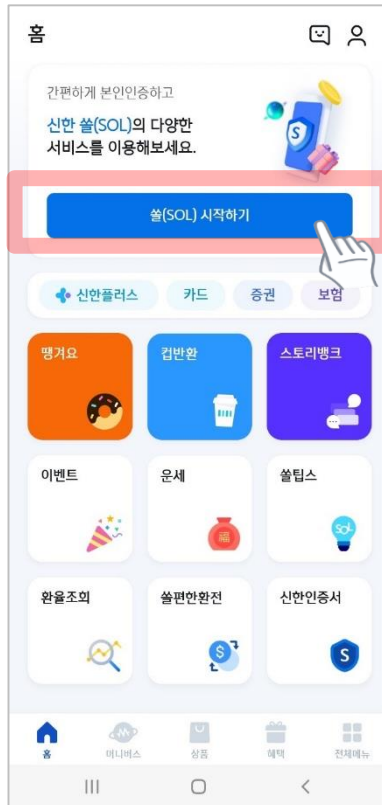 홈
간편하게 본인인증하고
신한 쏠(SOL)의 다양한
서비스를 이용해보세요.
S
쏠(SOL) 시작하기
신한플러스 카드 증권 보험
땡겨요 컵반환 스토리뱅크
이벤트 운세 쏠팁스
福 SOL
환율조회 쏠편한환전 신한인증서
$ S
홈 머니버스 상품 혜택 전체메뉴